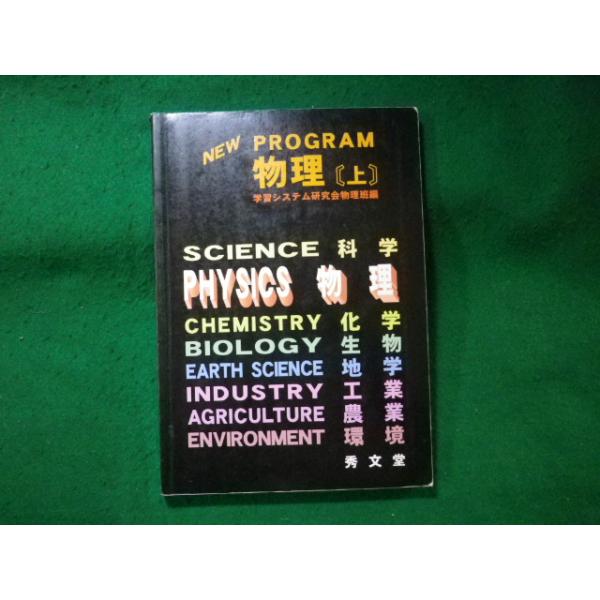 NEW PROGRAM
物理〔上〕
学習システム研究会物理班編
SCIENCE 科学
PHYSICS 物理
CHEMISTRY 化学
BIOLOGY 生物
EARTH SCIENCE 地学
INDUSTRY 工業
AGRICULTURE 農業
ENVIRONMENT 環境
秀文堂